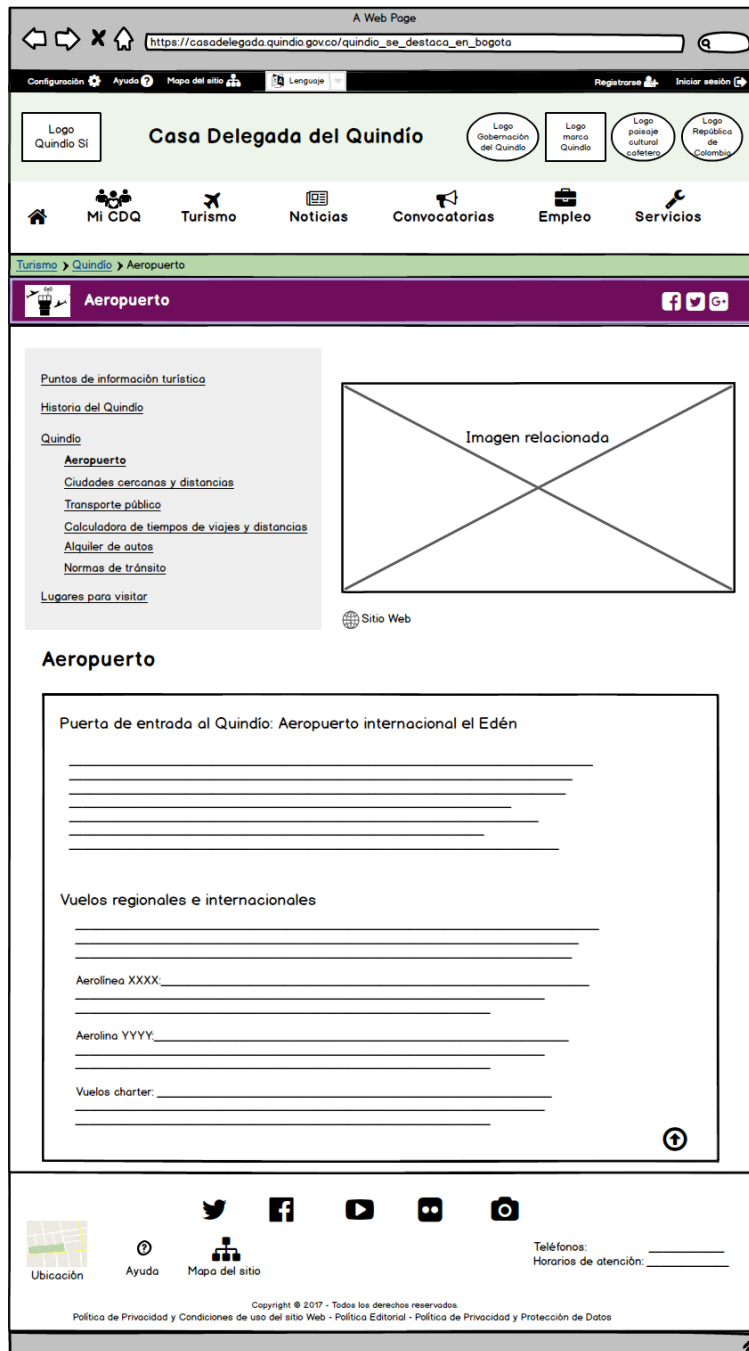 A Web Page
https://casadelegada.quindio.gov.co/quindio_se_destaca_en_bogota
Configuración Ayuda Mapa del sitio Lenguaje Registrarse Iniciar sesión
Logo
Quindío Sí
Casa Delegada del Quindío
Logo
Gobernación
del Quindío
Logo
marca
Quindío
Logo
paisaje
cultural
cafetero
Logo
República
de
Colombia
Mi CDQ Turismo Noticias Convocatorias Empleo Servicios
Turismo Quindío Aeropuerto
Aeropuerto
Puntos de información turística
Historia del Quindío
Quindío
Aeropuerto
Ciudades cercanas y distancias
Transporte público
Calculadora de tiempos de viajes y distancias
Alquiler de autos
Normas de tránsito
Lugares para visitar
Imagen relacionada
Sitio Web
Aeropuerto
Puerta de entrada al Quindío: Aeropuerto internacional el Edén
Vuelos regionales e internacionales
Aerolínea XXXX:
Aerolina YYYY:
Vuelos charter:
Ubicación
Ayuda
Mapa del sitio
Teléfonos:
Horarios de atención:
Copyright © 2017 - Todos los derechos reservados.
Política de Privacidad y Condiciones de uso del sitio Web - Política Editorial - Política de Privacidad y Protección de Datos